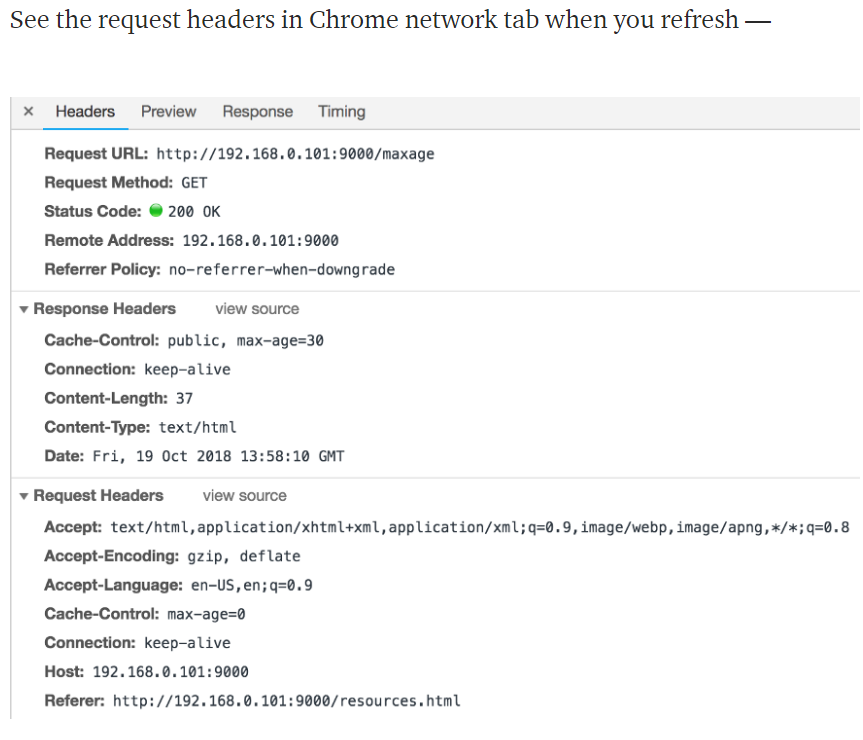 See the request headers in Chrome network tab when you refresh —
× Headers Preview Response Timing
Request URL: http://192.168.0.101:9000/maxage
Request Method: GET
Status Code: 200 OK
Remote Address: 192.168.0.101:9000
Referrer Policy: no-referrer-when-downgrade
▼ Response Headers view source
Cache-Control: public, max-age=30
Connection: keep-alive
Content-Length: 37
Content-Type: text/html
Date: Fri, 19 Oct 2018 13:58:10 GMT
▼ Request Headers view source
Accept: text/html,application/xhtml+xml,application/xml;q=0.9,image/webp,image/apng,*/*;q=0.8
Accept-Encoding: gzip, deflate
Accept-Language: en-US,en;q=0.9
Cache-Control: max-age=0
Connection: keep-alive
Host: 192.168.0.101:9000
Referer: http://192.168.0.101:9000/resources.html